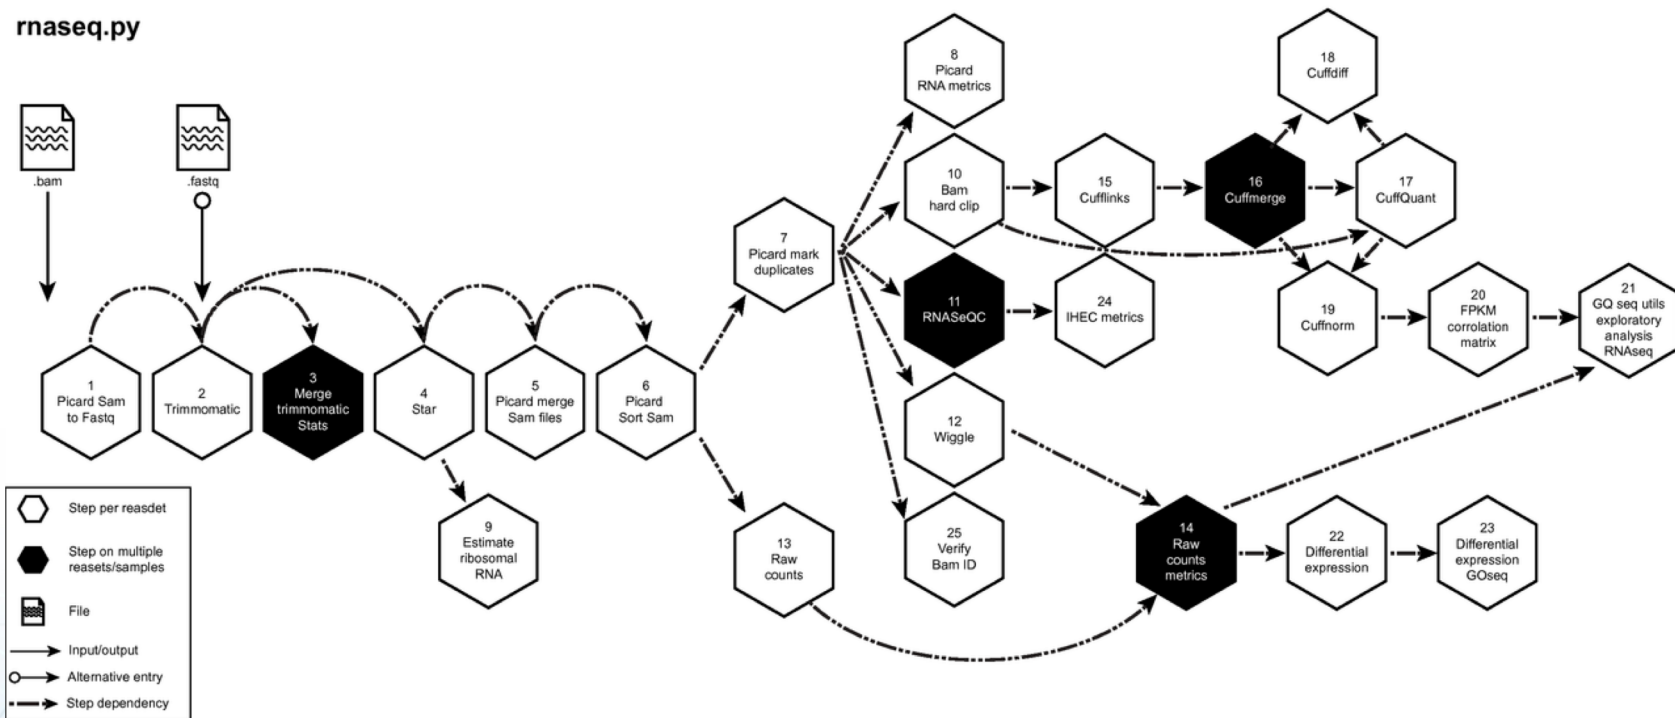 rnaseq.py
.bam
.fastq
1
Picard Sam
to Fastq
2
Trimmomatic
3
Merge
trimmomatic
Stats
4
Star
5
Picard merge
Sam files
6
Picard
Sort Sam
7
Picard mark
duplicates
8
Picard
RNA metrics
9
Estimate
ribosomal
RNA
10
Bam
hard clip
11
RNASeQC
12
Wiggle
13
Raw
counts
14
Raw
counts
metrics
15
Cufflinks
16
Cuffmerge
17
CuffQuant
18
Cuffdiff
19
Cuffnorm
20
FPKM
corrolation
matrix
21
GQ seq utils
exploratory
analysis
RNAseq
22
Differential
expression
23
Differential
expression
GOseq
24
IHEC metrics
25
Verify
Bam ID
Step per reasdet
Step on multiple
reasets/samples
File
Input/output
Alternative entry
Step dependency